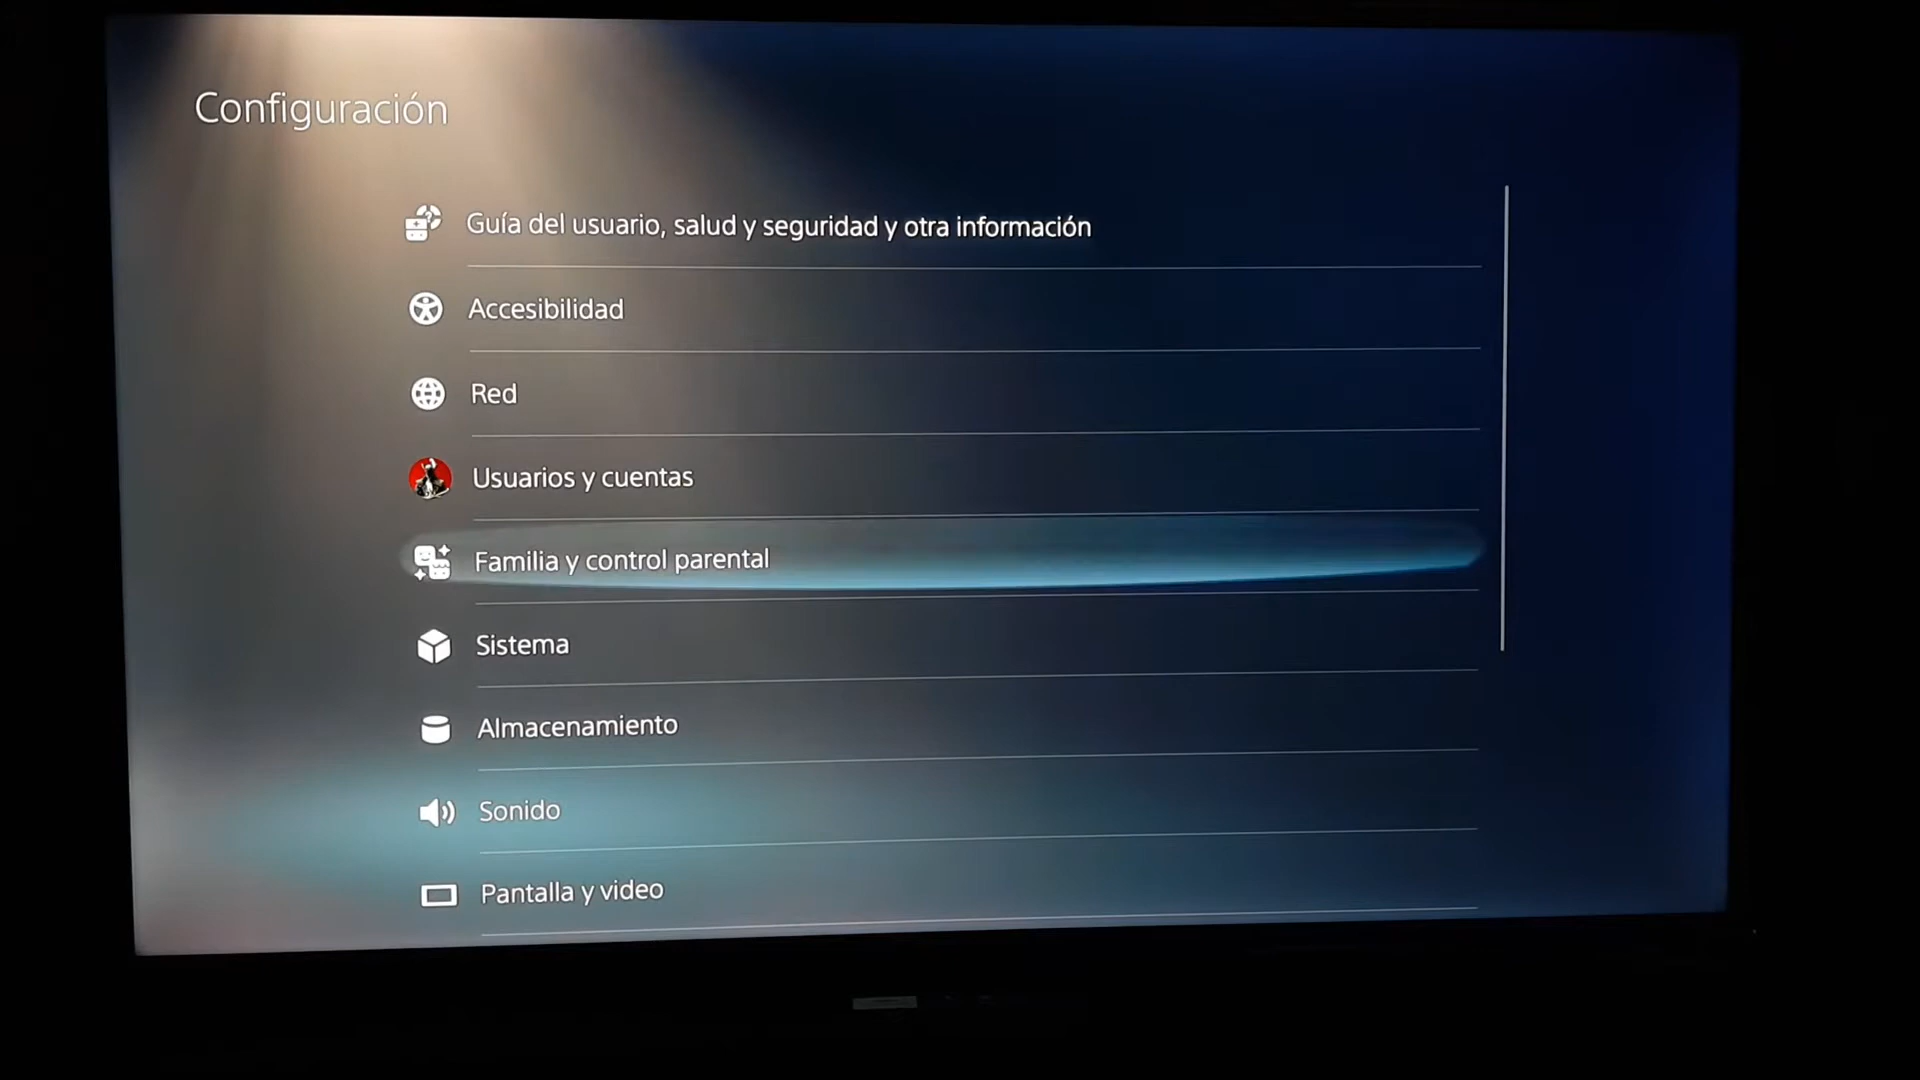 Configuración
Guía del usuario, salud y seguridad y otra información
Accesibilidad
Red
Usuarios y cuentas
Familia y control parental
Sistema
Almacenamiento
Sonido
Pantalla y video